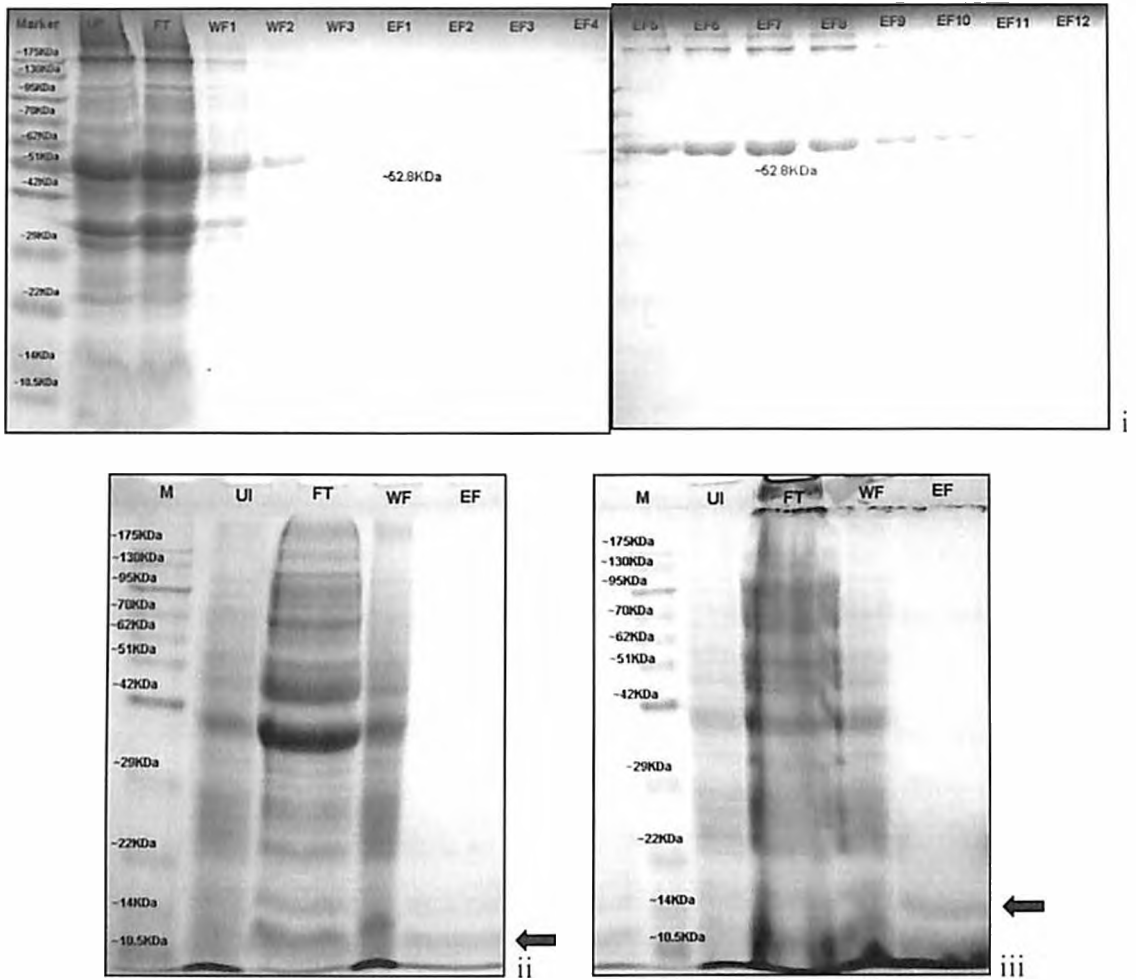 Marker UI FT WF1 WF2 WF3 EF1 EF2 EF3 EF4 EF5 EF6 EF7 EF8 EF9 EF10 EF11 EF12
~175KDa
~130KDa
~95KDa
~70KDa
~62KDa
~51KDa
~42KDa
~29KDa
~22KDa
~14KDa
~10.5KDa
~52.8KDa
~52.8KDa
i
M UI FT WF EF
~175KDa
~130KDa
~95KDa
~70KDa
~62KDa
~51KDa
~42KDa
~29KDa
~22KDa
~14KDa
~10.5KDa
ii
M UI FT WF EF
~175KDa
~130KDa
~95KDa
~70KDa
~62KDa
~51KDa
~42KDa
~29KDa
~22KDa
~14KDa
~10.5KDa
iii